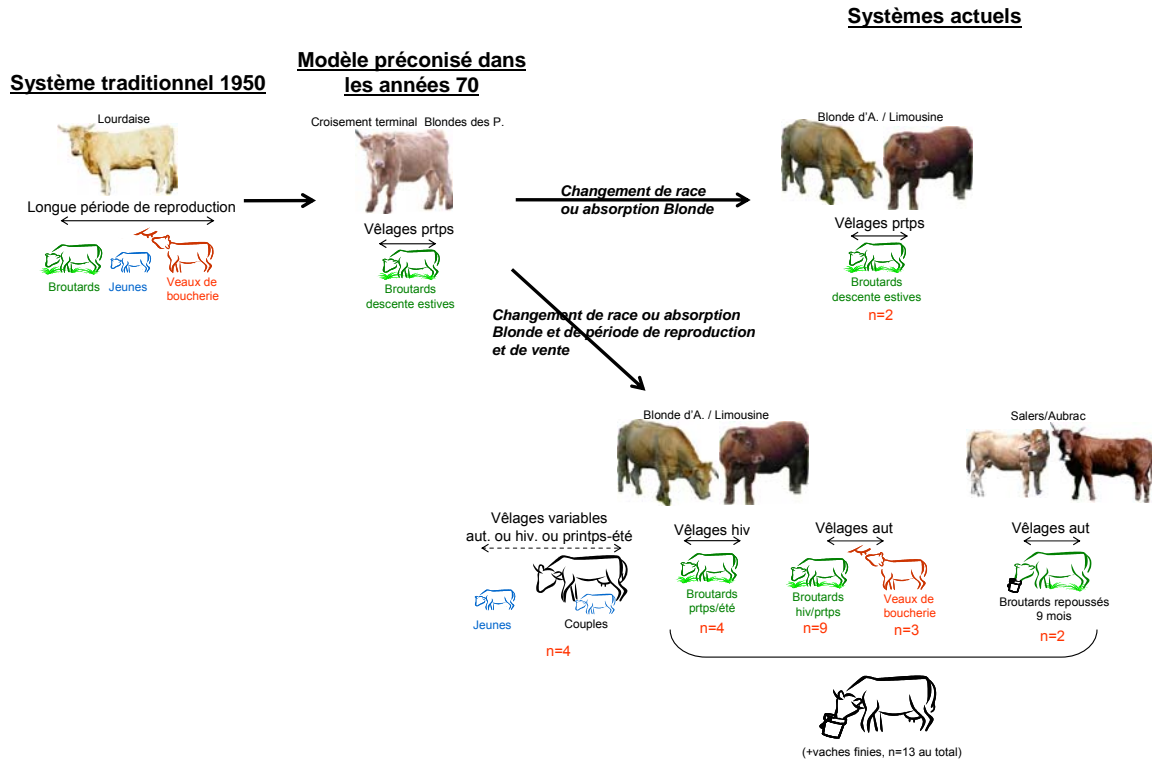 Systèmes actuels
Système traditionnel 1950
Modèle préconisé dans
les années 70
Lourdaise
Croisement terminal Blondes des P.
Blonde d'A. / Limousine
Longue période de reproduction
Broutards
Jeunes
Veaux de
boucherie
Vêlages prtps
Broutards
descente estives
Changement de race
ou absorption Blonde
Vêlages prtps
Broutards
descente estives
n=2
Changement de race ou absorption
Blonde et de période de reproduction
et de vente
Blonde d'A. / Limousine
Salers/Aubrac
Vêlages variables
aut. ou hiv. ou printps-été
Jeunes
Couples
n=4
Vêlages hiv
Broutards
prtps/été
n=4
Vêlages aut
Broutards
hiv/prtps
n=9
Veaux de
boucherie
n=3
Vêlages aut
Broutards repoussés
9 mois
n=2
(+vaches finies, n=13 au total)